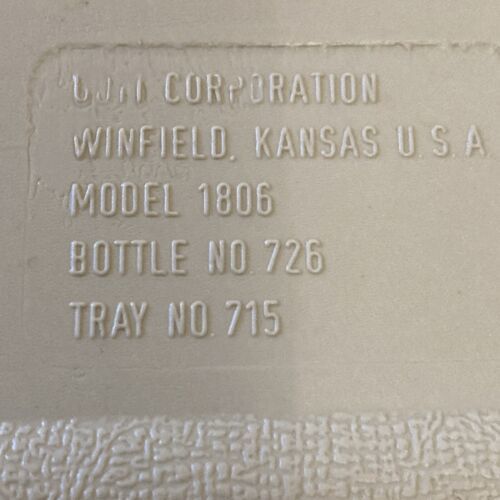 CORPORATION
WINFIELD, KANSAS U.S.A
MODEL 1806
BOTTLE NO. 726
TRAY NO. 715